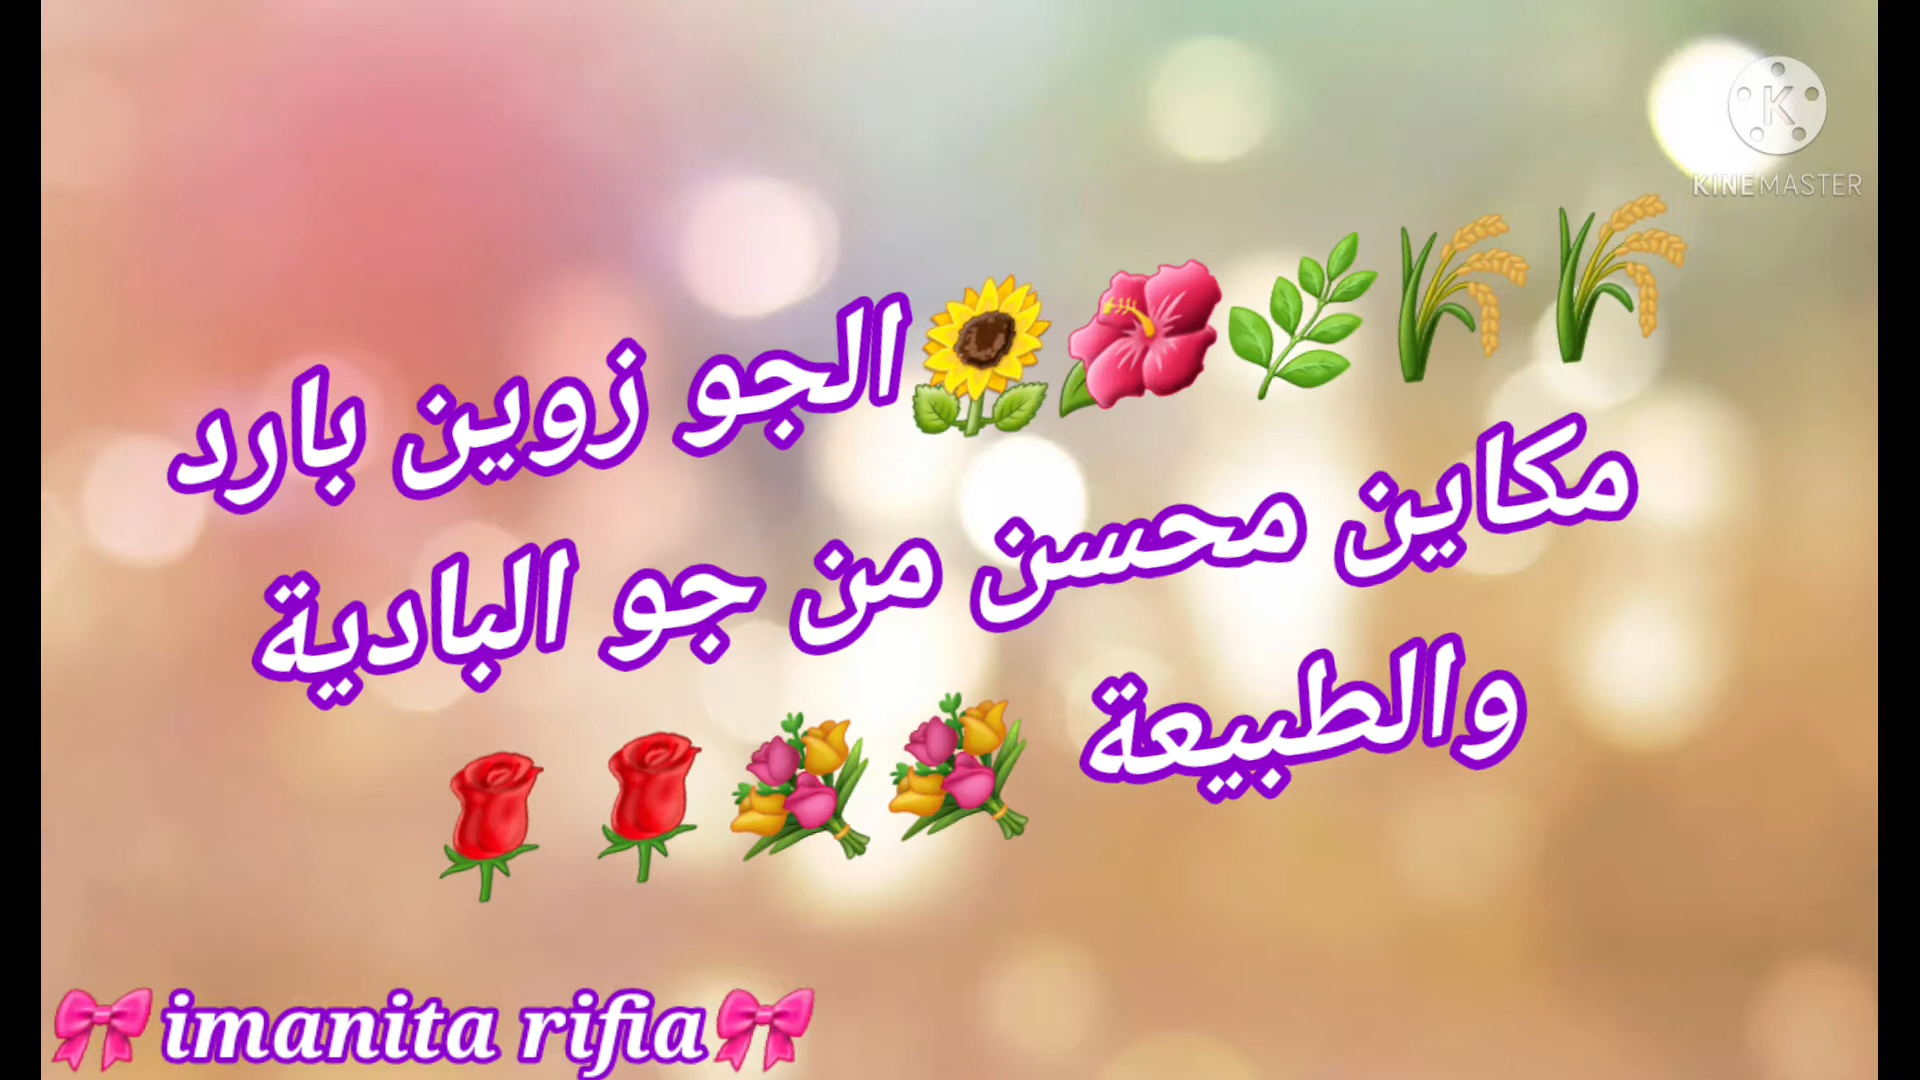 KINEMASTER
🌾🌾🌿🌺🌻الجو زوين بارد
مكاين محسن من جو البادية
والطبيعة 💐💐🌹🌹
🎀imanita rifia🎀